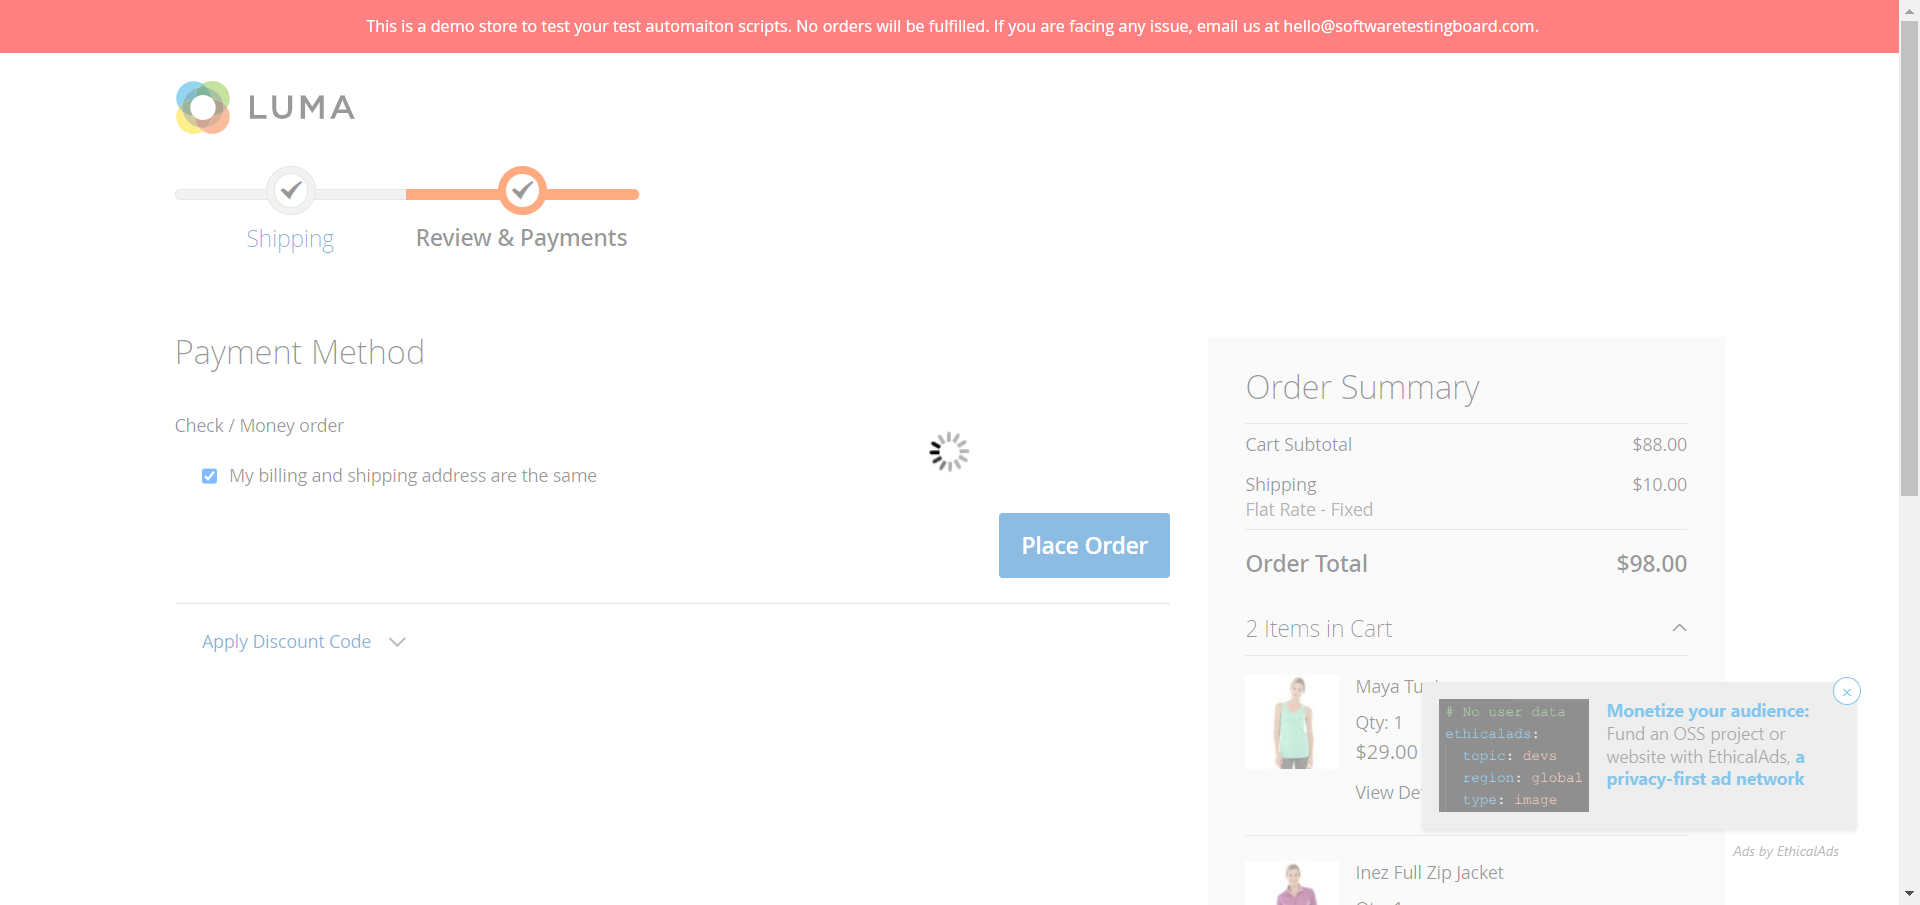 This is a demo store to test your test automaiton scripts. No orders will be fulfilled. If you are facing any issue, email us at hello@softwaretestingboard.com.
LUMA
Shipping
Review & Payments
Payment Method
Check / Money order
My billing and shipping address are the same
Place Order
Apply Discount Code
Order Summary
Cart Subtotal $88.00
Shipping $10.00
Flat Rate - Fixed
Order Total $98.00
2 Items in Cart
Maya
Qty: 1
$29.00
View
Inez Full Zip Jacket
# No user data
ethicalads:
topic: devs
region: global
type: image
Monetize your audience:
Fund an OSS project or
website with EthicalAds, a
privacy-first ad network
Ads by EthicalAds